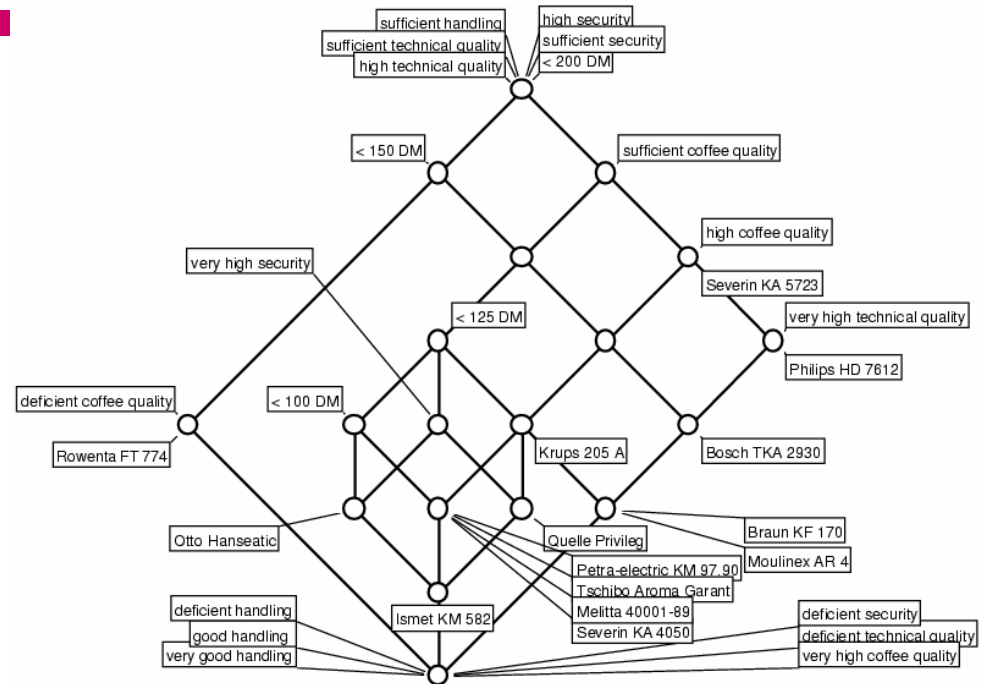 sufficient handling
high security
sufficient technical quality
sufficient security
high technical quality
< 200 DM
< 150 DM
sufficient coffee quality
high coffee quality
very high security
Severin KA 5723
< 125 DM
very high technical quality
Philips HD 7612
deficient coffee quality
< 100 DM
Rowenta FT 774
Krups 205 A
Bosch TKA 2930
Otto Hanseatic
Quelle Privileg
Braun KF 170
Moulinex AR 4
Petra-electric KM 97.90
Tschibo Aroma Garant
Melitta 40001-89
Severin KA 4050
Ismet KM 582
deficient handling
good handling
very good handling
deficient security
deficient technical quality
very high coffee quality